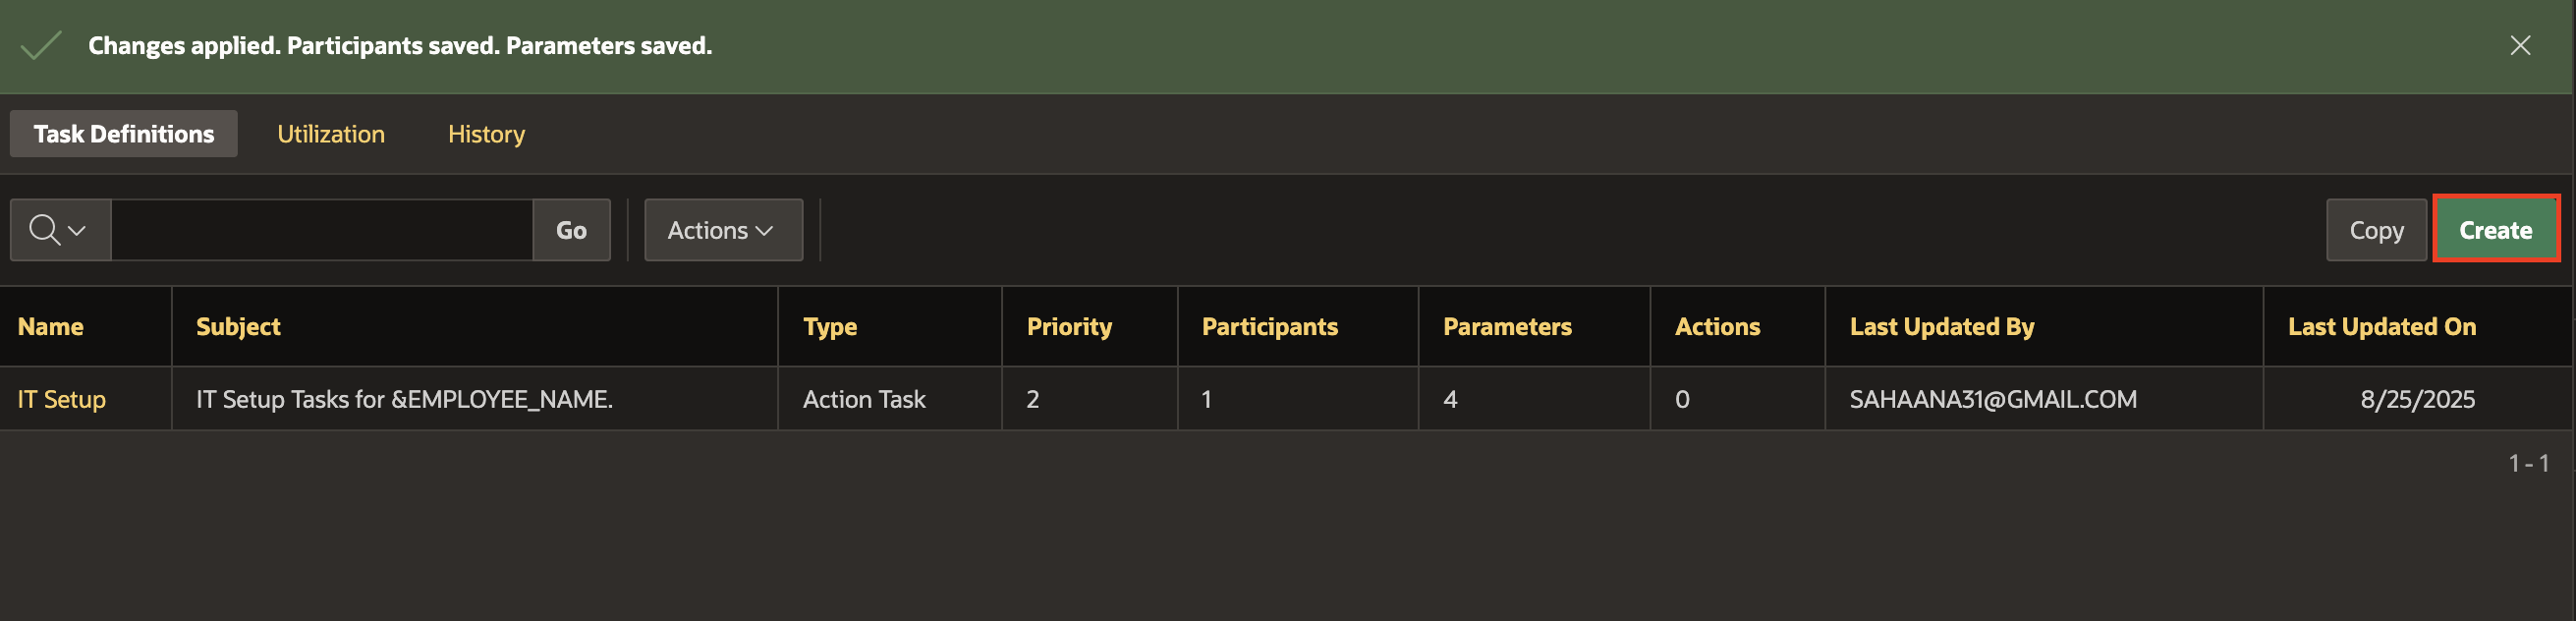 Changes applied. Participants saved. Parameters saved.
Task Definitions Utilization History
Go Actions Copy Create
Name Subject Type Priority Participants Parameters Actions Last Updated By Last Updated On
IT Setup IT Setup Tasks for &EMPLOYEE_NAME. Action Task 2 1 4 0 SAHAANA31@GMAIL.COM 8/25/2025
1 - 1